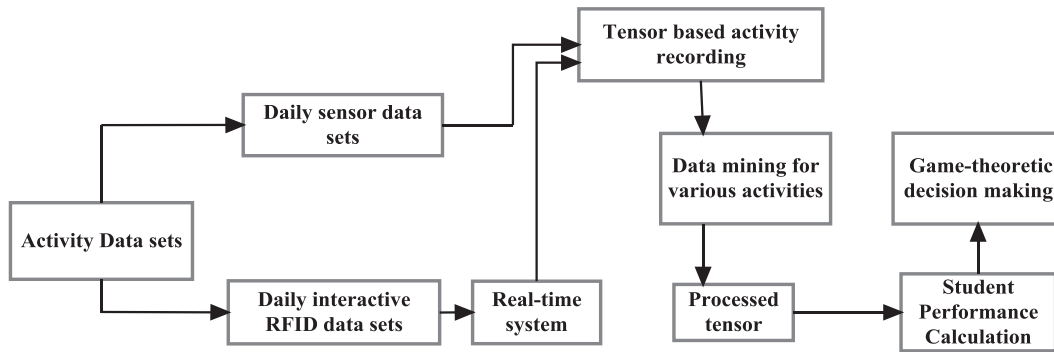 Tensor based activity
recording
Daily sensor data
sets
Data mining for
various activities
Game-theoretic
decision making
Activity Data sets
Daily interactive
RFID data sets
Real-time
system
Processed
tensor
Student
Performance
Calculation